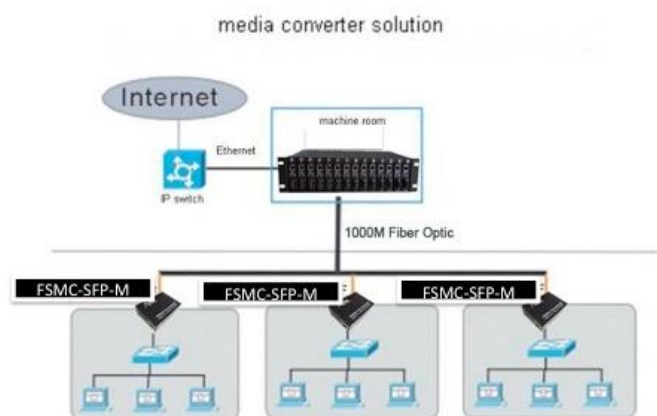 media converter solution
Internet
machine room
Ethernet
IP switch
1000M Fiber Optic
FSMC-SFP-M
FSMC-SFP-M
FSMC-SFP-M